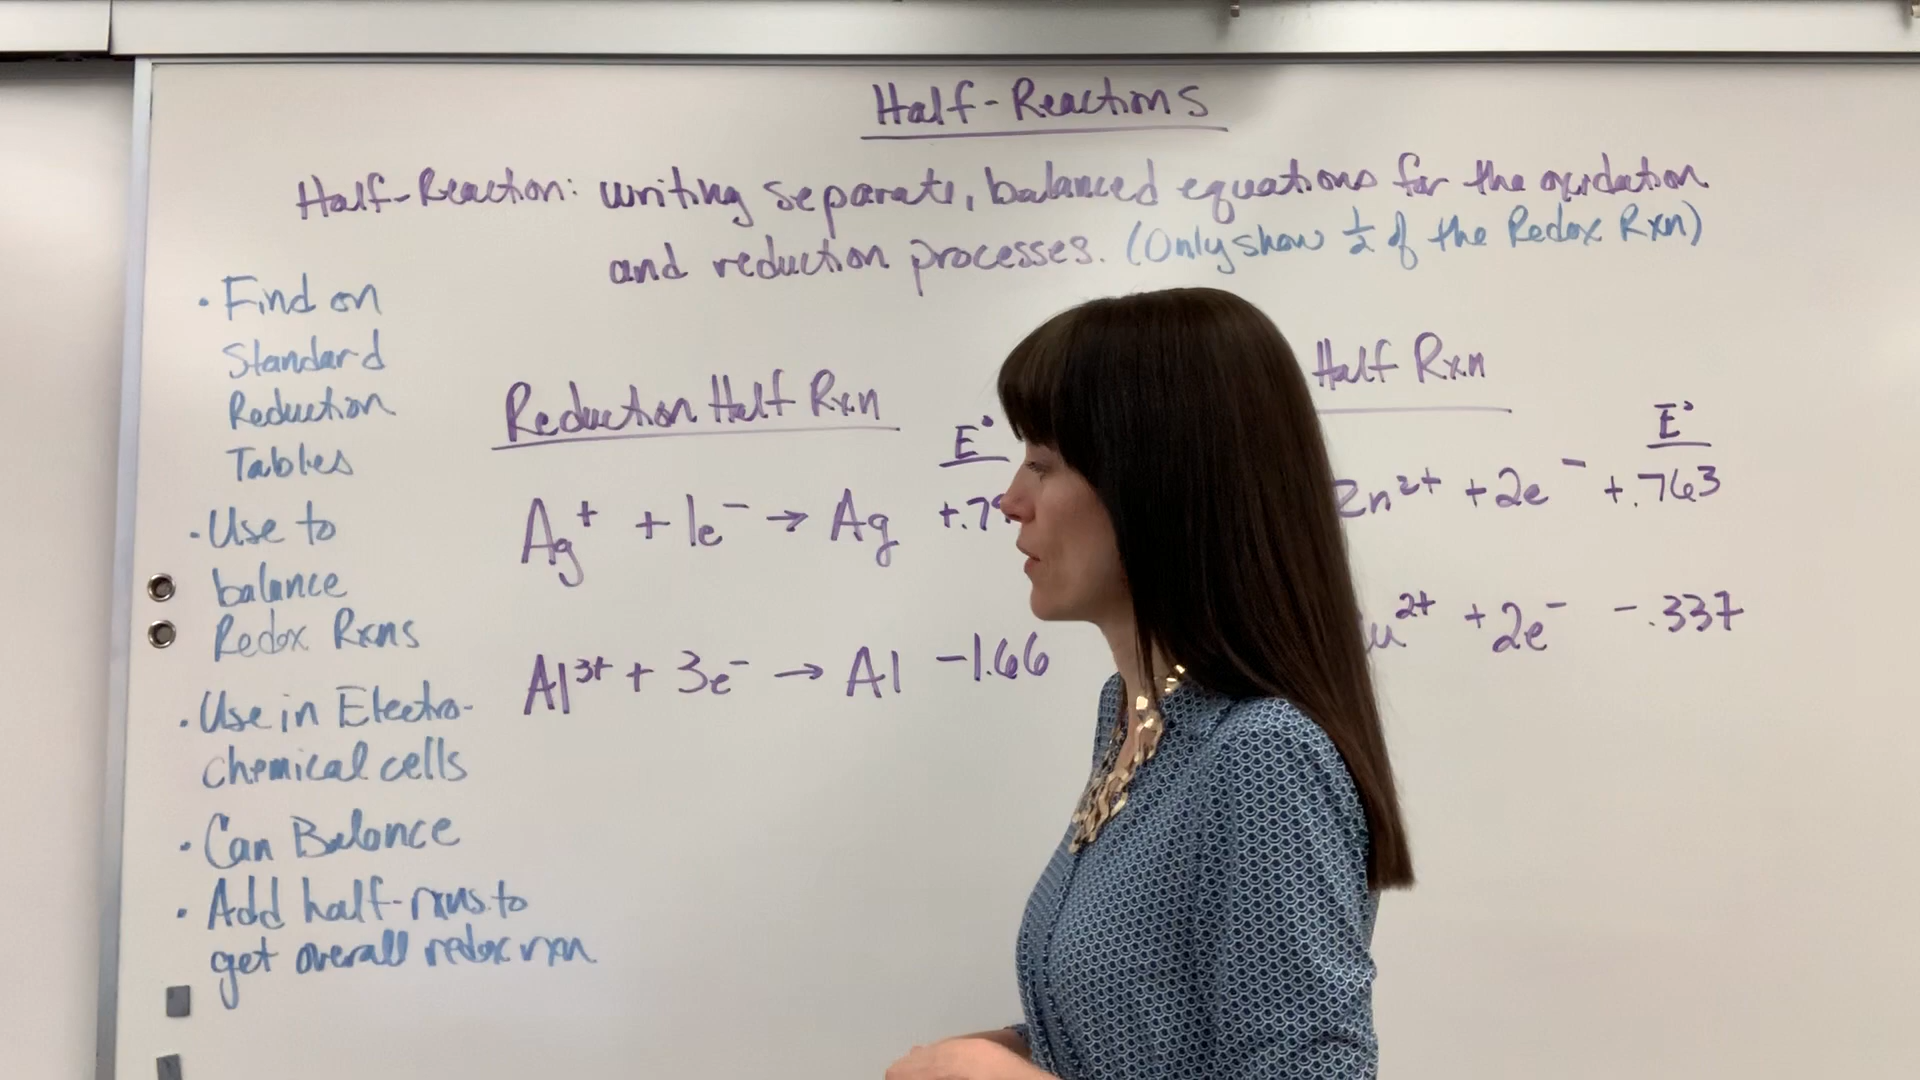 Half-Reactions
Half-Reaction: writing separate, balanced equations for the oxidation
and reduction processes. (Only show 1/2 of the Redox Rxn)
• Find on
Standard
Reduction
Tables
• Use to
balance
Redox Rxns
• Use in Electro-
chemical cells
• Can Balance
• Add half-rxns to
get overall redox rxn
Reduction Half Rxn
E°
Ag⁺ + 1e⁻ → Ag
Al³⁺ + 3e⁻ → Al -1.66
Half Rxn
E°
Zn²⁺ + 2e⁻ +.763
u²⁺ + 2e⁻ -.337